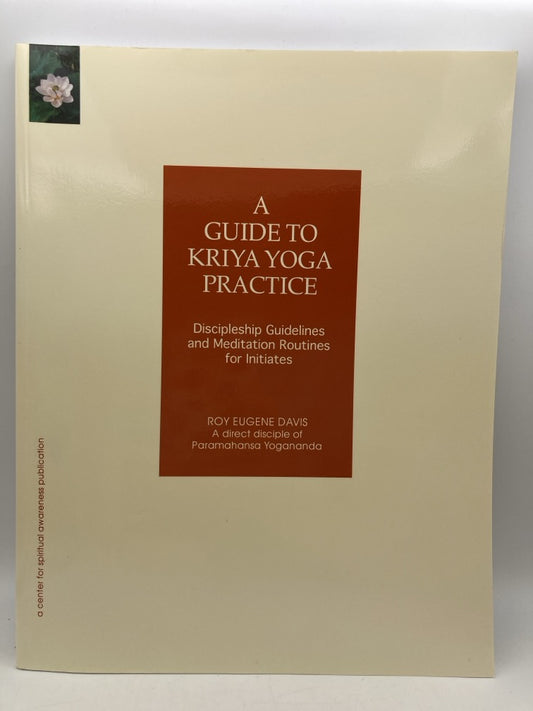 A
GUIDE TO
KRIYA YOGA
PRACTICE
Discipleship Guidelines
and Meditation Routines
for Initiates
ROY EUGENE DAVIS
A direct disciple of
Paramahansa Yogananda
a center for spiritual awareness publication